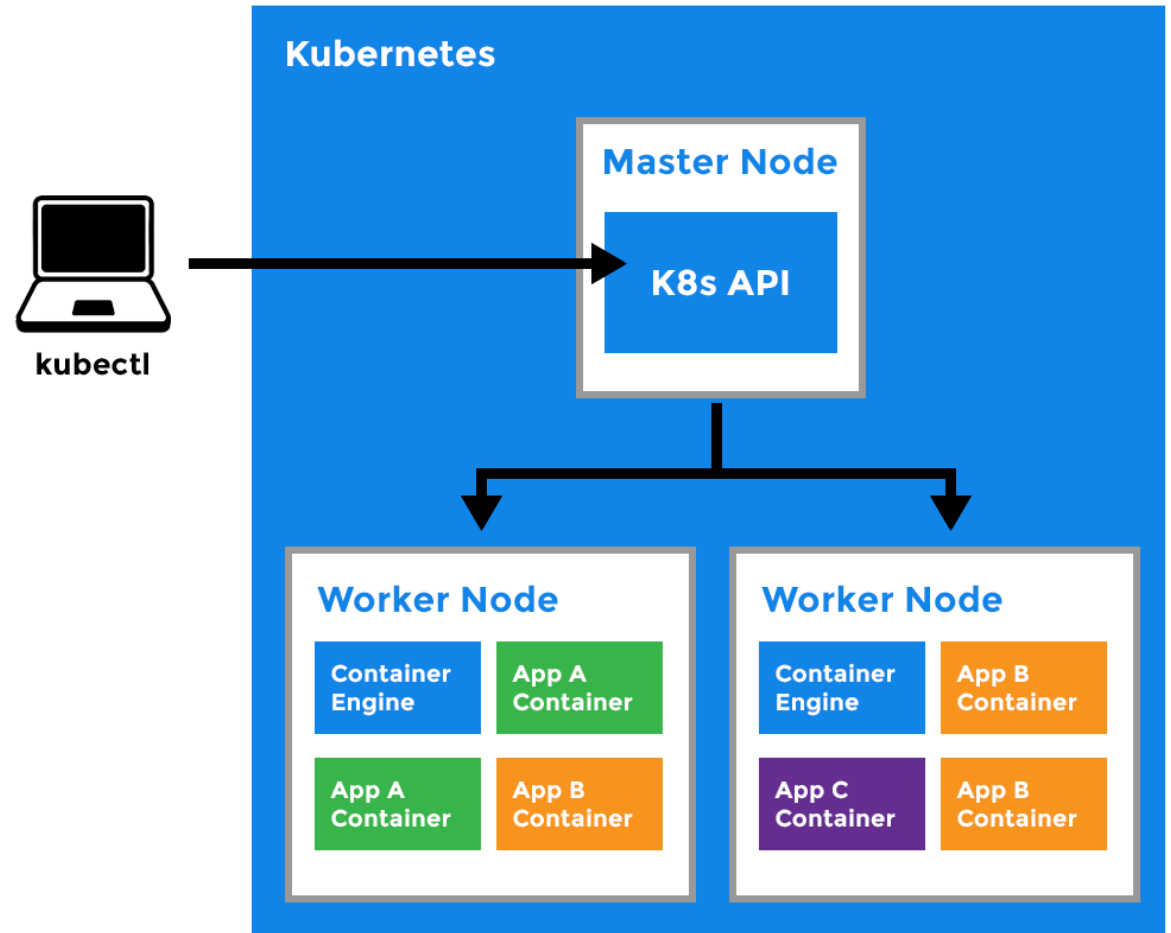 Kubernetes
Master Node
K8s API
kubectl
Worker Node
Container
Engine
App A
Container
App A
Container
App B
Container
Worker Node
Container
Engine
App B
Container
App C
Container
App B
Container